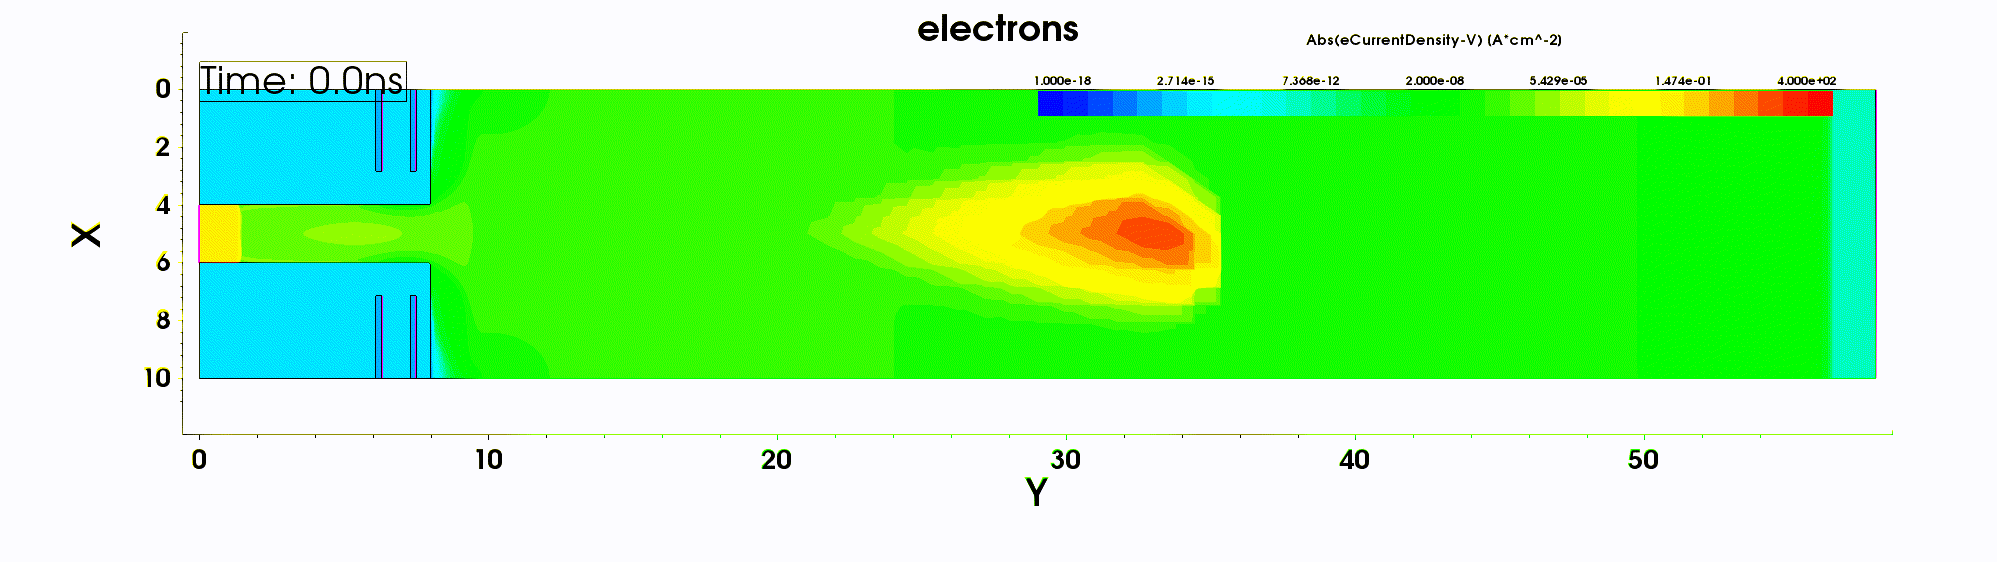 electrons
Abs(eCurrentDensity-V) (A*cm^-2)
Time: 0.0ns
1.000e-18 2.714e-15 7.368e-12 2.000e-08 5.429e-05 1.474e-01 4.000e+02
0
2
4
X
6
8
10
0 10 20 30 40 50
Y